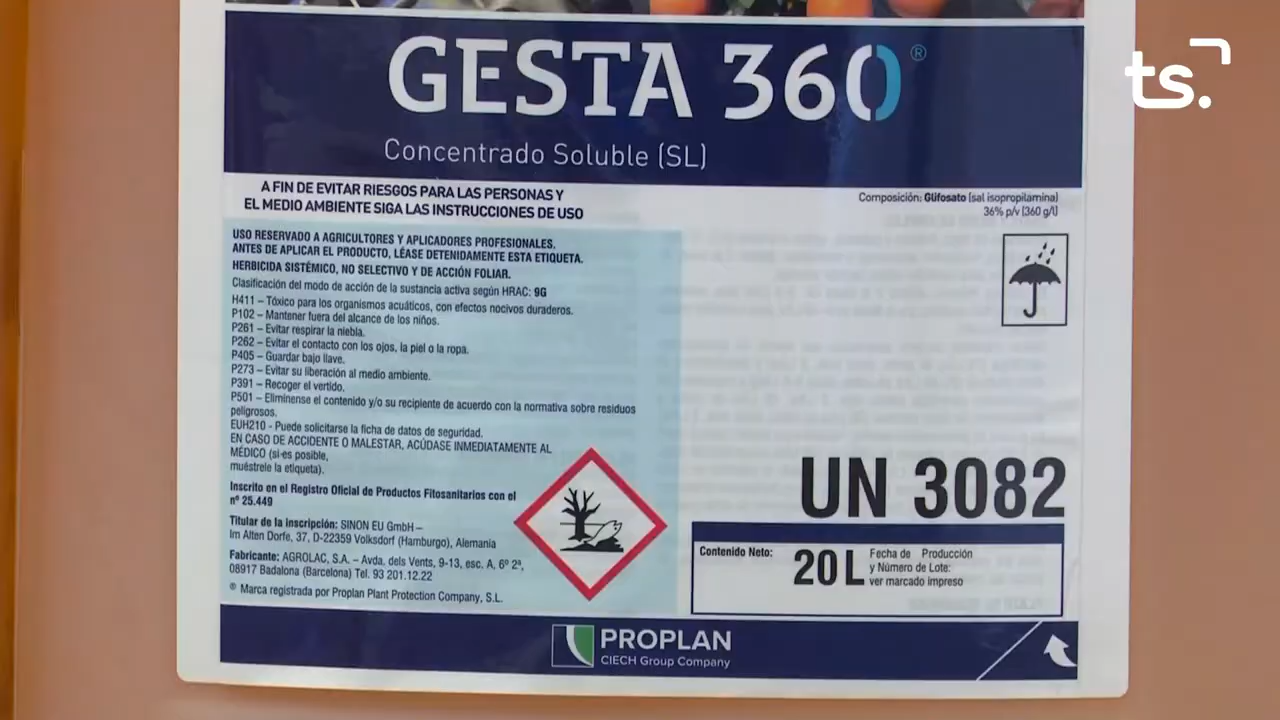 GESTA 360®
ts.
Concentrado Soluble (SL)
A FIN DE EVITAR RIESGOS PARA LAS PERSONAS Y
EL MEDIO AMBIENTE SIGA LAS INSTRUCCIONES DE USO
Composición: Glifosato (sal isopropilamina)
36% p/v (360 g/l)
USO RESERVADO A AGRICULTORES Y APLICADORES PROFESIONALES.
ANTES DE APLICAR EL PRODUCTO, LÉASE DETENIDAMENTE ESTA ETIQUETA.
HERBICIDA SISTÉMICO, NO SELECTIVO Y DE ACCIÓN FOLIAR.
Clasificación del modo de acción de la sustancia activa según HRAC: 9G
H411 – Tóxico para los organismos acuáticos, con efectos nocivos duraderos.
P102 – Mantener fuera del alcance de los niños.
P261 – Evitar respirar la niebla.
P262 – Evitar el contacto con los ojos, la piel o la ropa.
P405 – Guardar bajo llave.
P273 – Evitar su liberación al medio ambiente.
P391 – Recoger el vertido.
P501 – Elimínense el contenido y/o su recipiente de acuerdo con la normativa sobre residuos
peligrosos.
EUH210 - Puede solicitarse la ficha de datos de seguridad.
EN CASO DE ACCIDENTE O MALESTAR, ACÚDASE INMEDIATAMENTE AL
MÉDICO (si es posible,
muéstrele la etiqueta).
Inscrito en el Registro Oficial de Productos Fitosanitarios con el
nº 25.449
Titular de la inscripción: SINON EU GmbH –
Im Alten Dorfe, 37, D-22359 Volksdorf (Hamburgo), Alemania
Fabricante: AGROLAC, S.A. – Avda. dels Vents, 9-13, esc. A, 6º 2ª,
08917 Badalona (Barcelona) Tel. 93 201.12.22
® Marca registrada por Proplan Plant Protection Company, S.L.
UN 3082
Contenido Neto: 20 L
Fecha de Producción
y Número de Lote:
ver marcado impreso
PROPLAN
CIECH Group Company